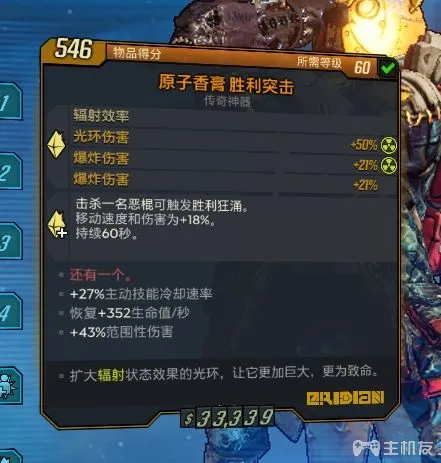 546 物品得分
所需等级 60
原子香膏 胜利突击
传奇神器
辐射效率
光环伤害 +50%
爆炸伤害 +21%
爆炸伤害 +21%
击杀一名恶棍可触发胜利狂涌。
移动速度和伤害为+18%。
持续60秒。
还有一个。
+27%主动技能冷却速率
恢复+352生命值/秒
+43%范围性伤害
扩大辐射状态效果的光环，让它更加巨大，更为致命。
ERIDIAN
$33,339
1
2
3
4
主机友